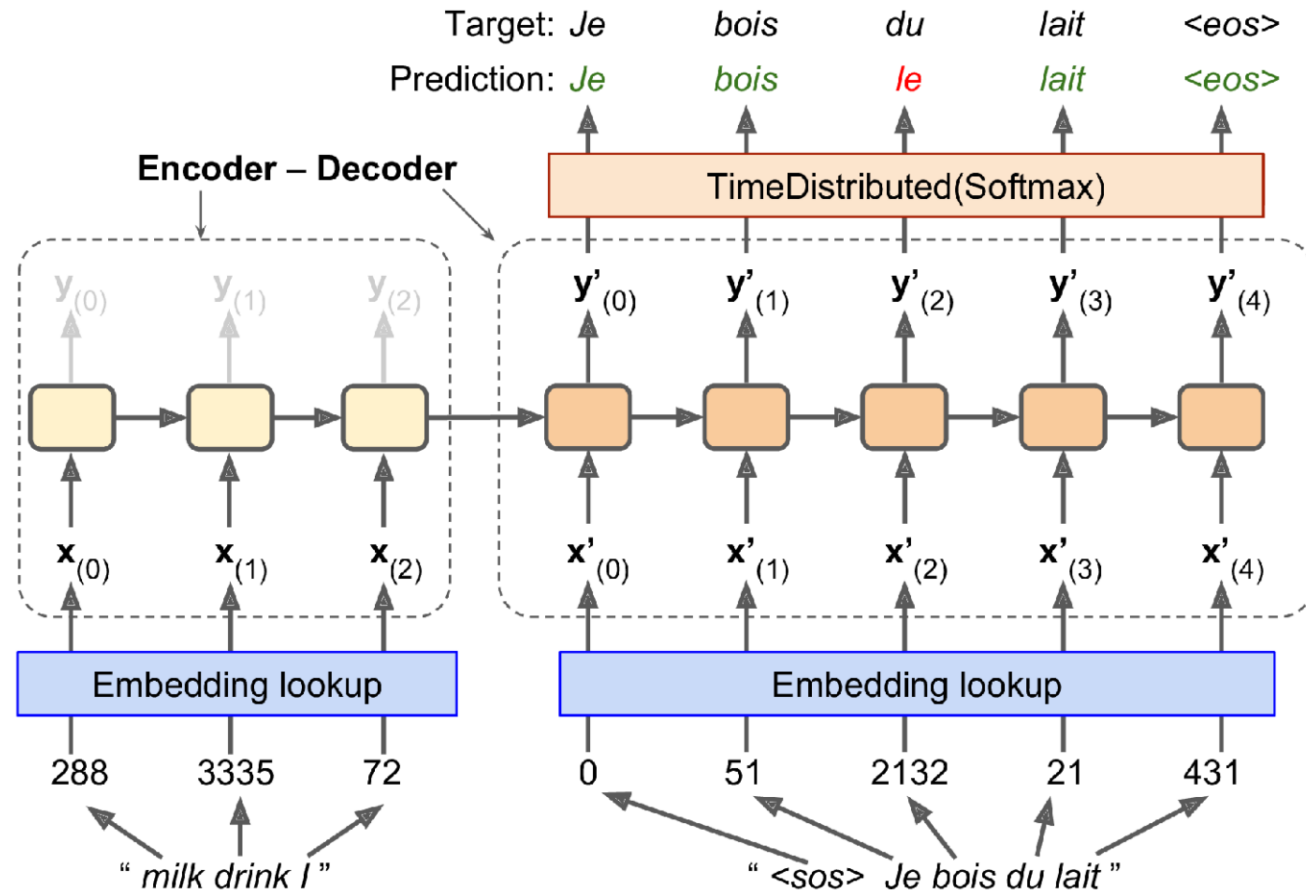 Target: Je bois du lait <eos>
Prediction: Je bois le lait <eos>
Encoder – Decoder
TimeDistributed(Softmax)
y(0) y(1) y(2) y’(0) y’(1) y’(2) y’(3) y’(4)
x(0) x(1) x(2) x’(0) x’(1) x’(2) x’(3) x’(4)
Embedding lookup Embedding lookup
288 3335 72 0 51 2132 21 431
“ milk drink I ” “ <sos> Je bois du lait ”